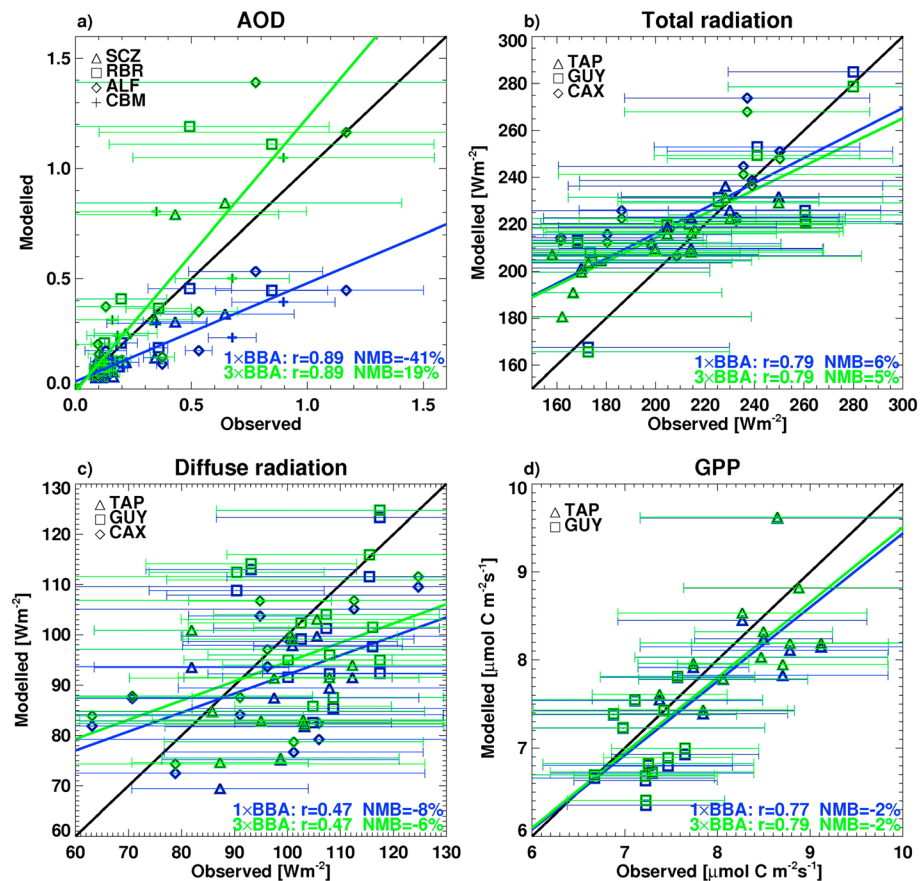 a) AOD
1.6
SCZ
RBR
ALF
CBM
1.5
1.0
0.5
0.0
Modelled
1×BBA: r=0.89 NMB=-41%
3×BBA: r=0.89 NMB=19%
0.0 0.5 1.0 1.5
Observed
b) Total radiation
300
TAP
GUY
CAX
280
260
240
220
200
180
160
Modelled [Wm-2]
1×BBA: r=0.79 NMB=6%
3×BBA: r=0.79 NMB=5%
160 180 200 220 240 260 280 300
Observed [Wm-2]
c) Diffuse radiation
130
TAP
GUY
CAX
120
110
100
90
80
70
60
Modelled [Wm-2]
1×BBA: r=0.47 NMB=-8%
3×BBA: r=0.47 NMB=-6%
60 70 80 90 100 110 120 130
Observed [Wm-2]
d) GPP
10
TAP
GUY
9
8
7
6
Modelled [μmol C m-2s-1]
1×BBA: r=0.77 NMB=-2%
3×BBA: r=0.79 NMB=-2%
6 7 8 9 10
Observed [μmol C m-2s-1]